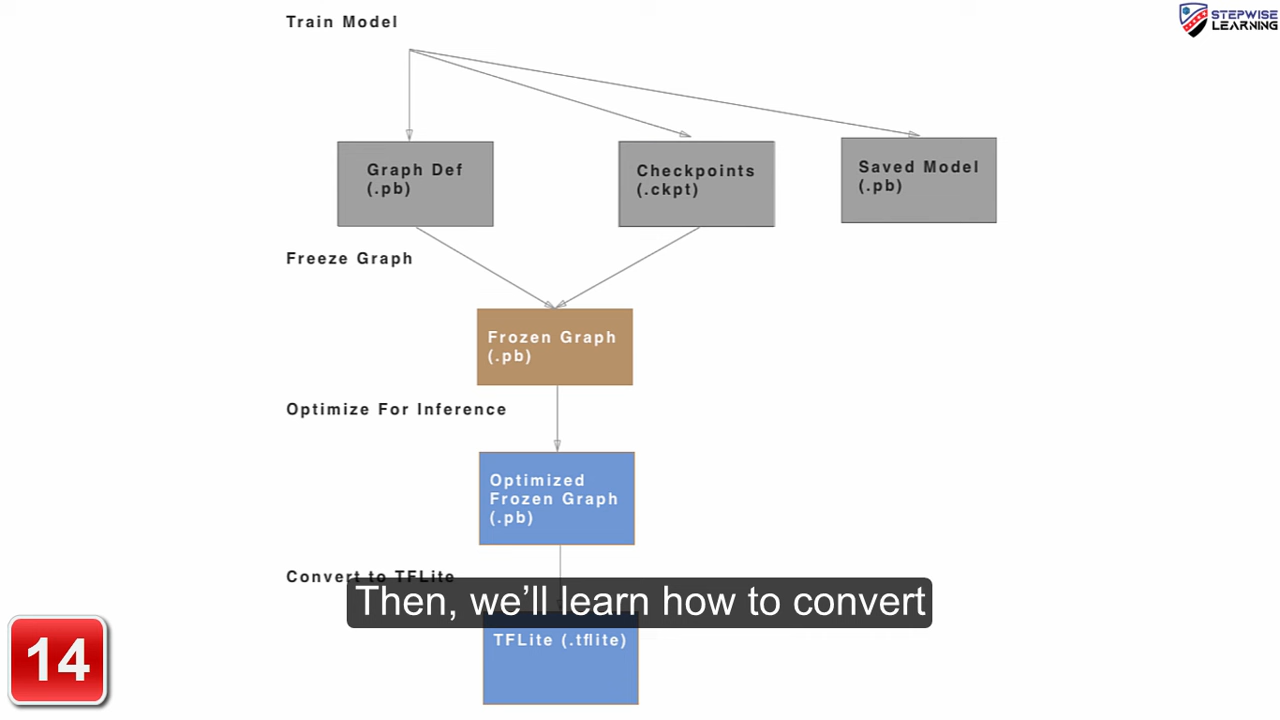 Train Model
STEPWISE
LEARNING
Graph Def
(.pb)
Checkpoints
(.ckpt)
Saved Model
(.pb)
Freeze Graph
Frozen Graph
(.pb)
Optimize For Inference
Optimized
Frozen Graph
(.pb)
Convert to TFLite
Then, we’ll learn how to convert
TFLite (.tflite)
14